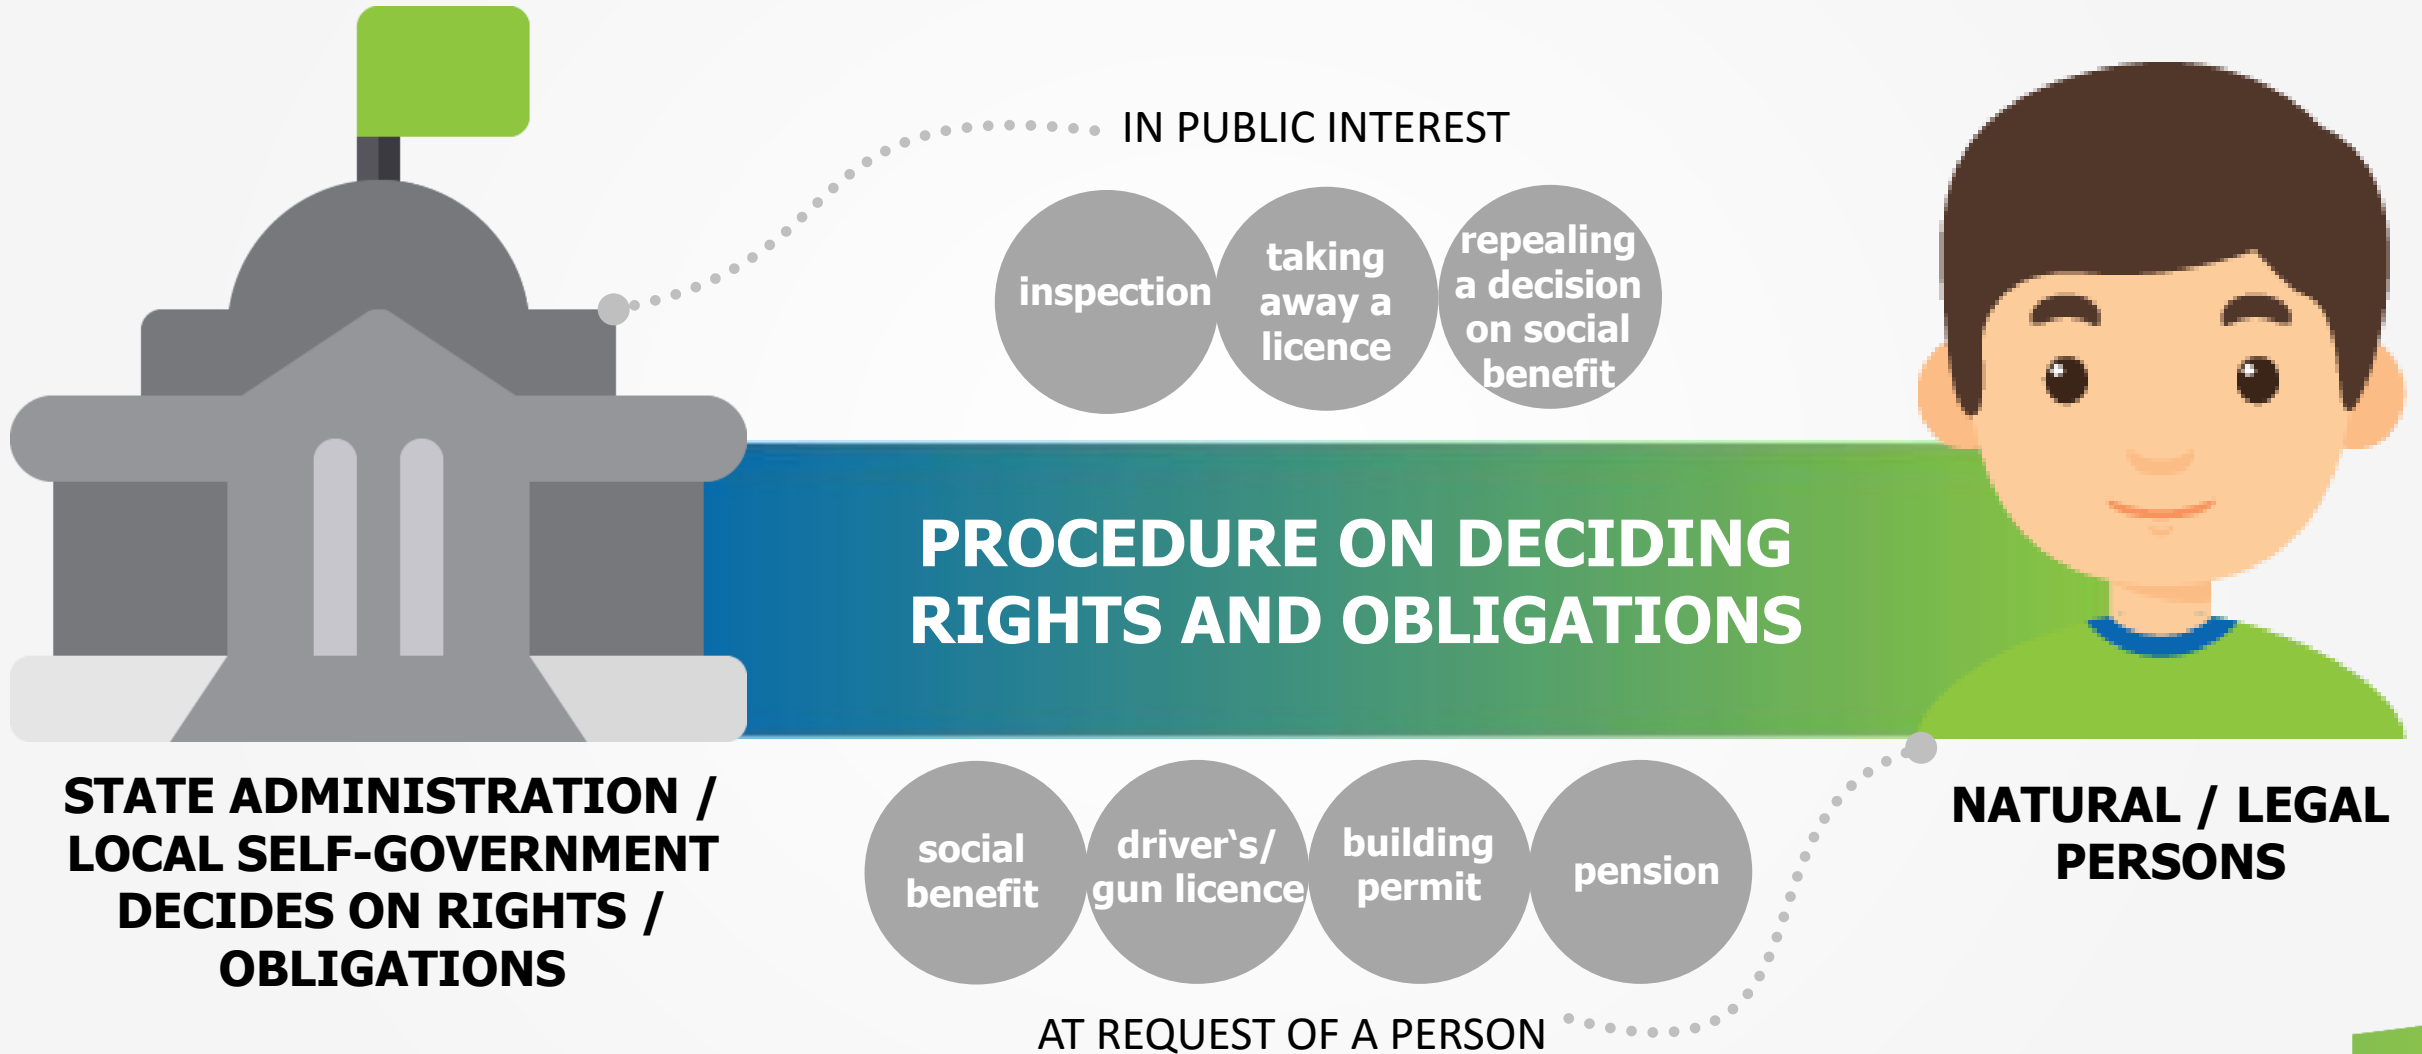 IN PUBLIC INTEREST
inspection
taking
away a
licence
repealing
a decision
on social
benefit
PROCEDURE ON DECIDING
RIGHTS AND OBLIGATIONS
STATE ADMINISTRATION /
LOCAL SELF-GOVERNMENT
DECIDES ON RIGHTS /
OBLIGATIONS
social
benefit
driver‛s/
gun licence
building
permit
pension
NATURAL / LEGAL
PERSONS
AT REQUEST OF A PERSON